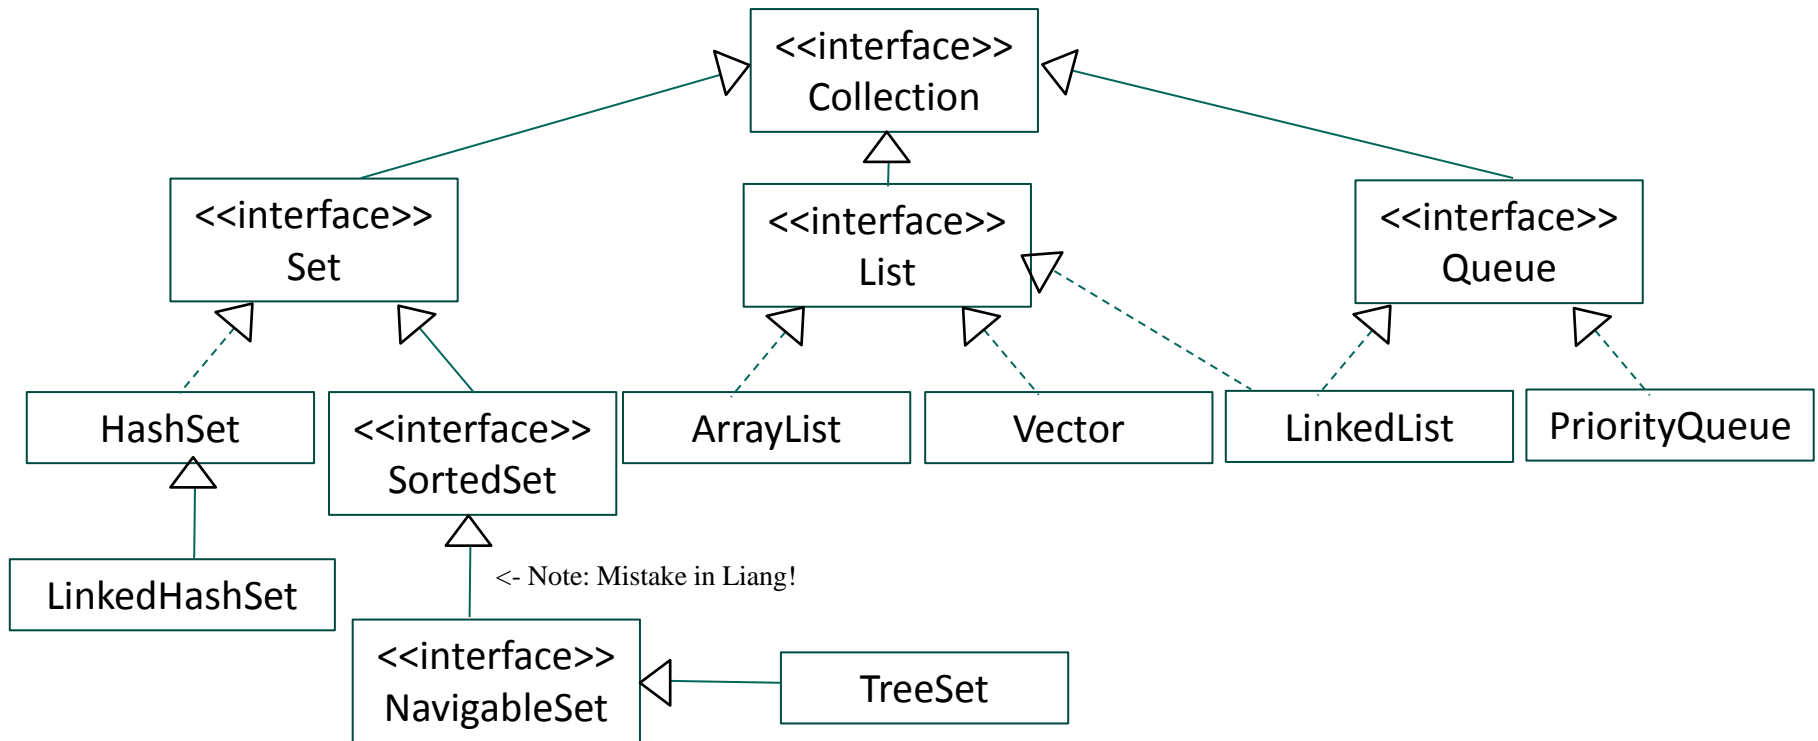 <<interface>>
Collection
<<interface>>
Set
<<interface>>
List
<<interface>>
Queue
HashSet
<<interface>>
SortedSet
ArrayList
Vector
LinkedList
PriorityQueue
LinkedHashSet
<- Note: Mistake in Liang!
<<interface>>
NavigableSet
TreeSet